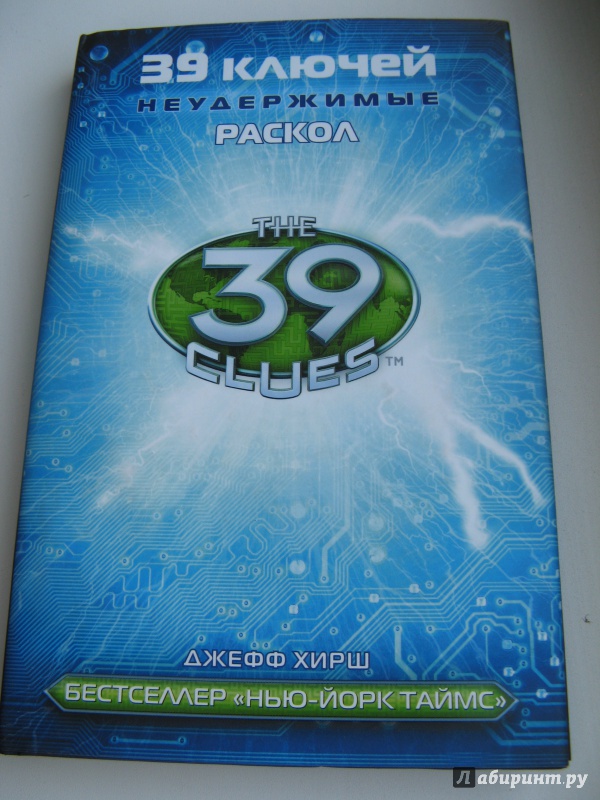 39 КЛЮЧЕЙ
НЕУДЕРЖИМЫЕ
РАСКОЛ
THE
39
CLUES™
ДЖЕФФ ХИРШ
БЕСТСЕЛЛЕР «НЬЮ-ЙОРК ТАЙМС»
Лабиринт.ру